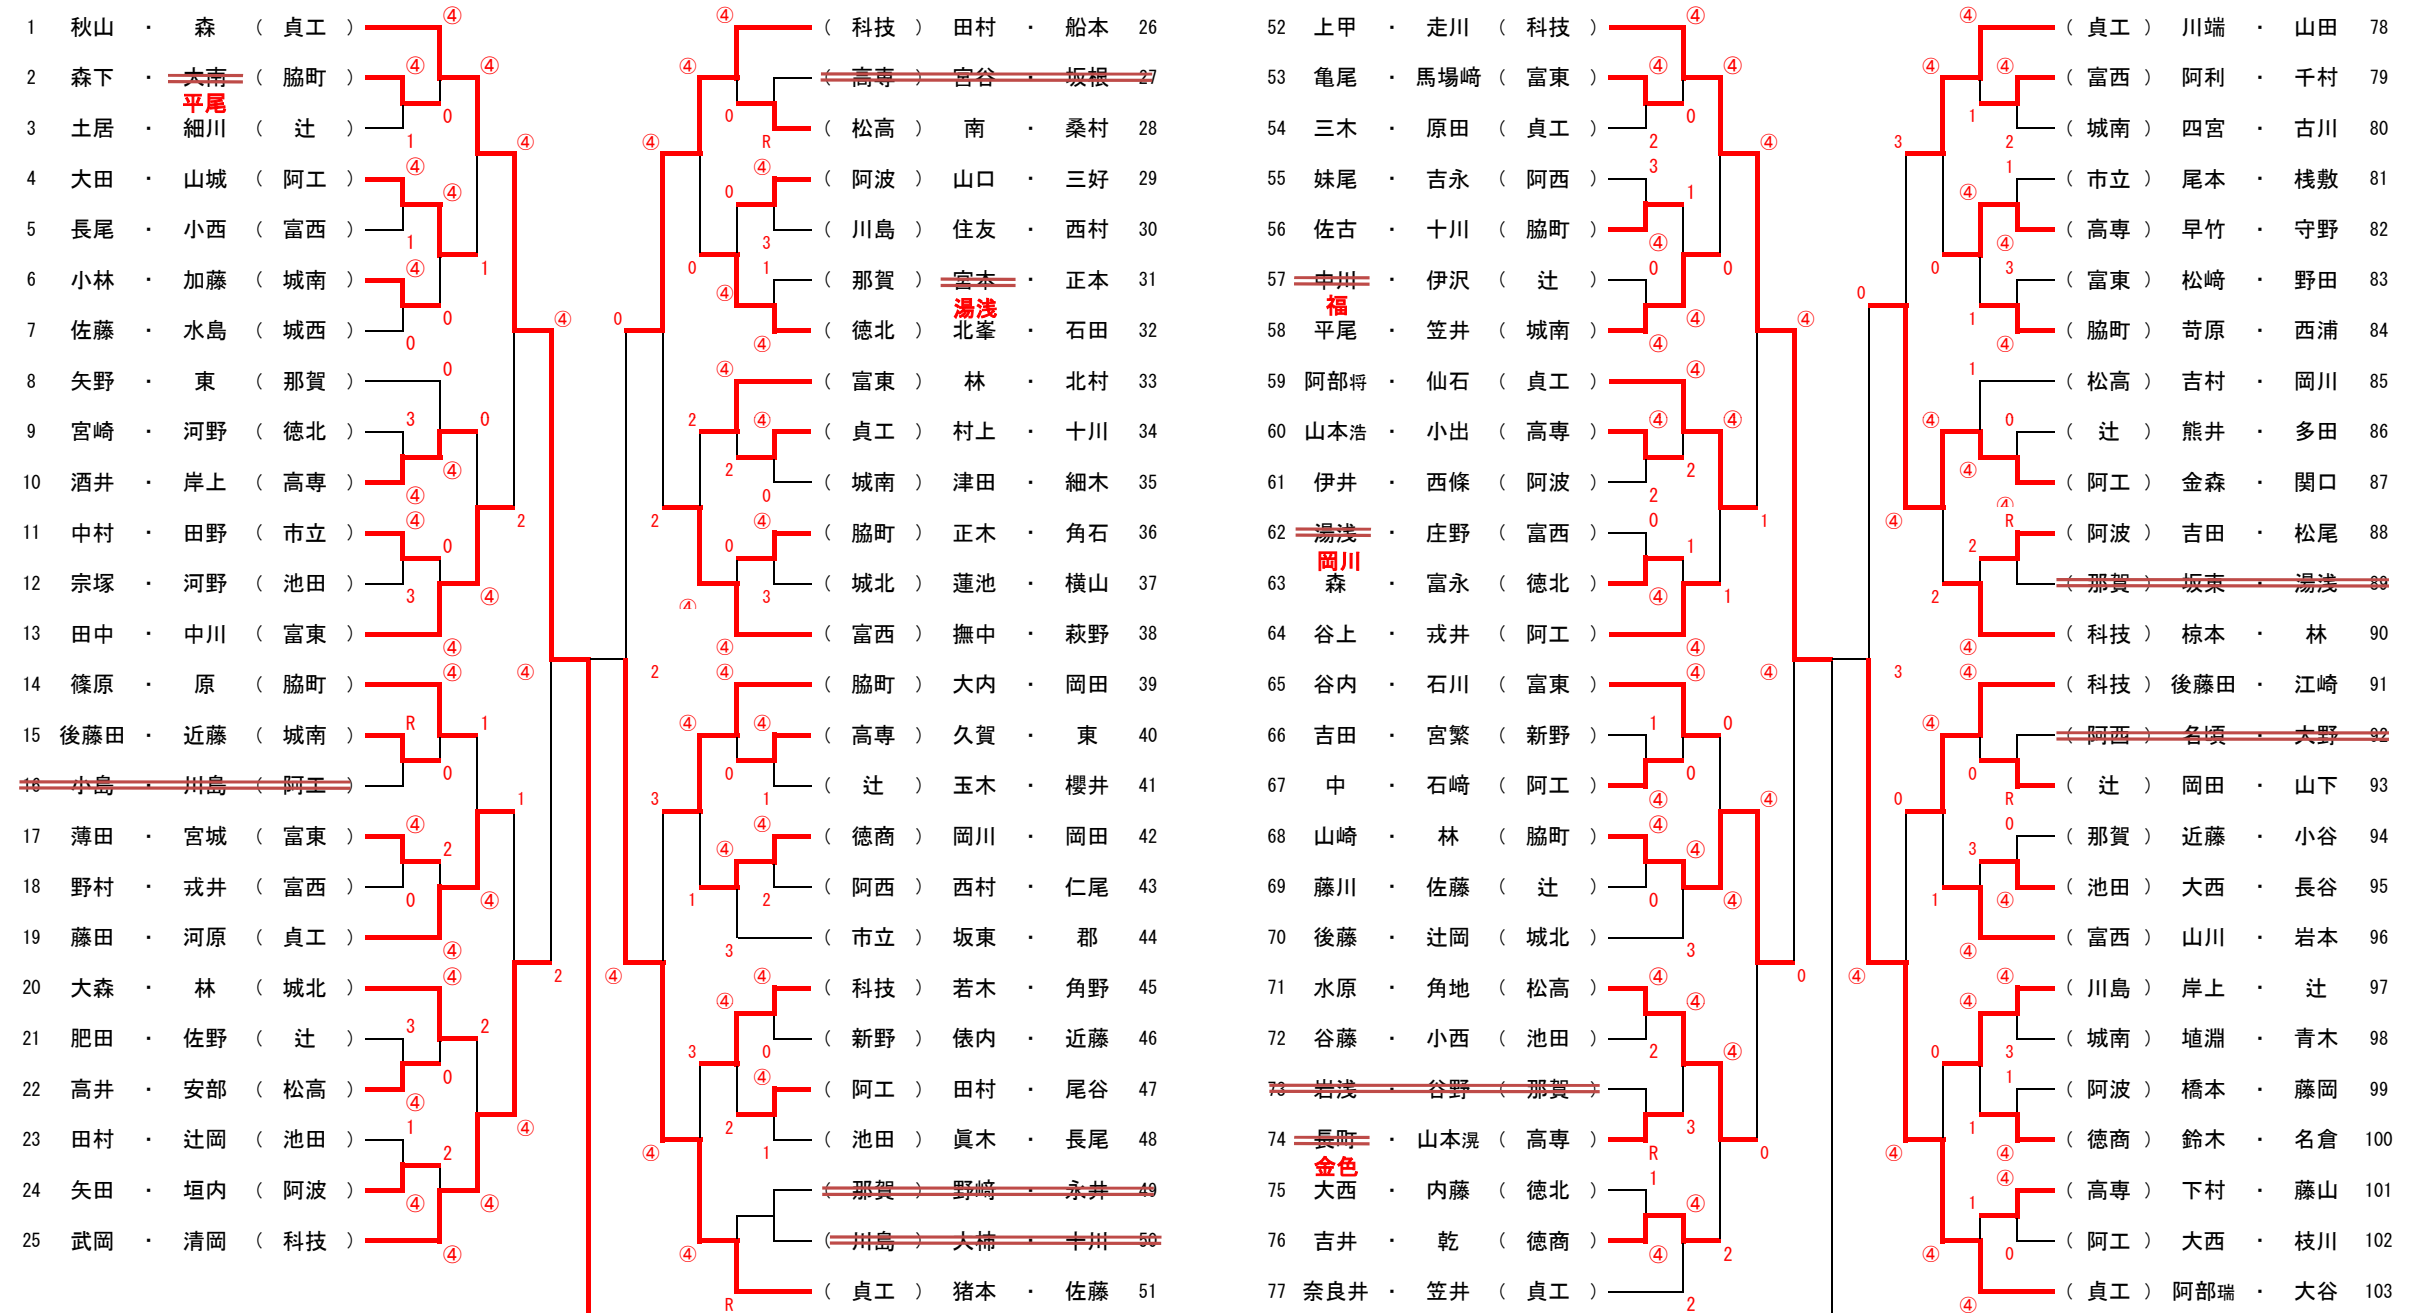 1 秋山 ・ 森 ( 貞工 )
2 森下 ・ 大南 ( 脇町 )
平尾
3 土居 ・ 細川 ( 辻 )
4 大田 ・ 山城 ( 阿工 )
5 長尾 ・ 小西 ( 富西 )
6 小林 ・ 加藤 ( 城南 )
7 佐藤 ・ 水島 ( 城西 )
8 矢野 ・ 東 ( 那賀 )
9 宮崎 ・ 河野 ( 徳北 )
10 酒井 ・ 岸上 ( 高専 )
11 中村 ・ 田野 ( 市立 )
12 宗塚 ・ 河野 ( 池田 )
13 田中 ・ 中川 ( 富東 )
14 篠原 ・ 原 ( 脇町 )
15 後藤田 ・ 近藤 ( 城南 )
16 小島 ・ 川島 ( 阿工 )
17 薄田 ・ 宮城 ( 富東 )
18 野村 ・ 戎井 ( 富西 )
19 藤田 ・ 河原 ( 貞工 )
20 大森 ・ 林 ( 城北 )
21 肥田 ・ 佐野 ( 辻 )
22 高井 ・ 安部 ( 松高 )
23 田村 ・ 辻岡 ( 池田 )
24 矢田 ・ 垣内 ( 阿波 )
25 武岡 ・ 清岡 ( 科技 )
( 科技 ) 田村 ・ 船本 26
( 高専 ) 宮谷 ・ 坂根 27
( 松高 ) 南 ・ 桑村 28
( 阿波 ) 山口 ・ 三好 29
( 川島 ) 住友 ・ 西村 30
( 那賀 ) 宮本 ・ 正本 31
湯浅
( 徳北 ) 北峯 ・ 石田 32
( 富東 ) 林 ・ 北村 33
( 貞工 ) 村上 ・ 十川 34
( 城南 ) 津田 ・ 細木 35
( 脇町 ) 正木 ・ 角石 36
( 城北 ) 蓮池 ・ 横山 37
( 富西 ) 撫中 ・ 萩野 38
( 脇町 ) 大内 ・ 岡田 39
( 高専 ) 久賀 ・ 東 40
( 辻 ) 玉木 ・ 櫻井 41
( 徳商 ) 岡川 ・ 岡田 42
( 阿西 ) 西村 ・ 仁尾 43
( 市立 ) 坂東 ・ 郡 44
( 科技 ) 若木 ・ 角野 45
( 新野 ) 俵内 ・ 近藤 46
( 阿工 ) 田村 ・ 尾谷 47
( 池田 ) 眞木 ・ 長尾 48
( 那賀 ) 野﨑 ・ 永井 49
( 川島 ) 大柿 ・ 十川 50
( 貞工 ) 猪本 ・ 佐藤 51
52 上甲 ・ 走川 ( 科技 )
53 亀尾 ・ 馬場﨑 ( 富東 )
54 三木 ・ 原田 ( 貞工 )
55 妹尾 ・ 吉永 ( 阿西 )
56 佐古 ・ 十川 ( 脇町 )
57 中川 ・ 伊沢 ( 辻 )
福
58 平尾 ・ 笠井 ( 城南 )
59 阿部将 ・ 仙石 ( 貞工 )
60 山本浩 ・ 小出 ( 高専 )
61 伊井 ・ 西條 ( 阿波 )
62 湯浅 ・ 庄野 ( 富西 )
岡川
63 森 ・ 富永 ( 徳北 )
64 谷上 ・ 戎井 ( 阿工 )
65 谷内 ・ 石川 ( 富東 )
66 吉田 ・ 宮繁 ( 新野 )
67 中 ・ 石﨑 ( 阿工 )
68 山崎 ・ 林 ( 脇町 )
69 藤川 ・ 佐藤 ( 辻 )
70 後藤 ・ 辻岡 ( 城北 )
71 水原 ・ 角地 ( 松高 )
72 谷藤 ・ 小西 ( 池田 )
73 岩浅 ・ 谷野 ( 那賀 )
74 長町 ・ 山本滉 ( 高専 )
金色
75 大西 ・ 内藤 ( 徳北 )
76 吉井 ・ 乾 ( 徳商 )
77 奈良井 ・ 笠井 ( 貞工 )
( 貞工 ) 川端 ・ 山田 78
( 富西 ) 阿利 ・ 千村 79
( 城南 ) 四宮 ・ 古川 80
( 市立 ) 尾本 ・ 桟敷 81
( 高専 ) 早竹 ・ 守野 82
( 富東 ) 松﨑 ・ 野田 83
( 脇町 ) 苛原 ・ 西浦 84
( 松高 ) 吉村 ・ 岡川 85
( 辻 ) 熊井 ・ 多田 86
( 阿工 ) 金森 ・ 関口 87
( 阿波 ) 吉田 ・ 松尾 88
( 那賀 ) 坂東 ・ 湯浅 89
( 科技 ) 椋本 ・ 林 90
( 科技 ) 後藤田 ・ 江崎 91
( 阿西 ) 名頃 ・ 大野 92
( 辻 ) 岡田 ・ 山下 93
( 那賀 ) 近藤 ・ 小谷 94
( 池田 ) 大西 ・ 長谷 95
( 富西 ) 山川 ・ 岩本 96
( 川島 ) 岸上 ・ 辻 97
( 城南 ) 埴淵 ・ 青木 98
( 阿波 ) 橋本 ・ 藤岡 99
( 徳商 ) 鈴木 ・ 名倉 100
( 高専 ) 下村 ・ 藤山 101
( 阿工 ) 大西 ・ 枝川 102
( 貞工 ) 阿部瑞 ・ 大谷 103